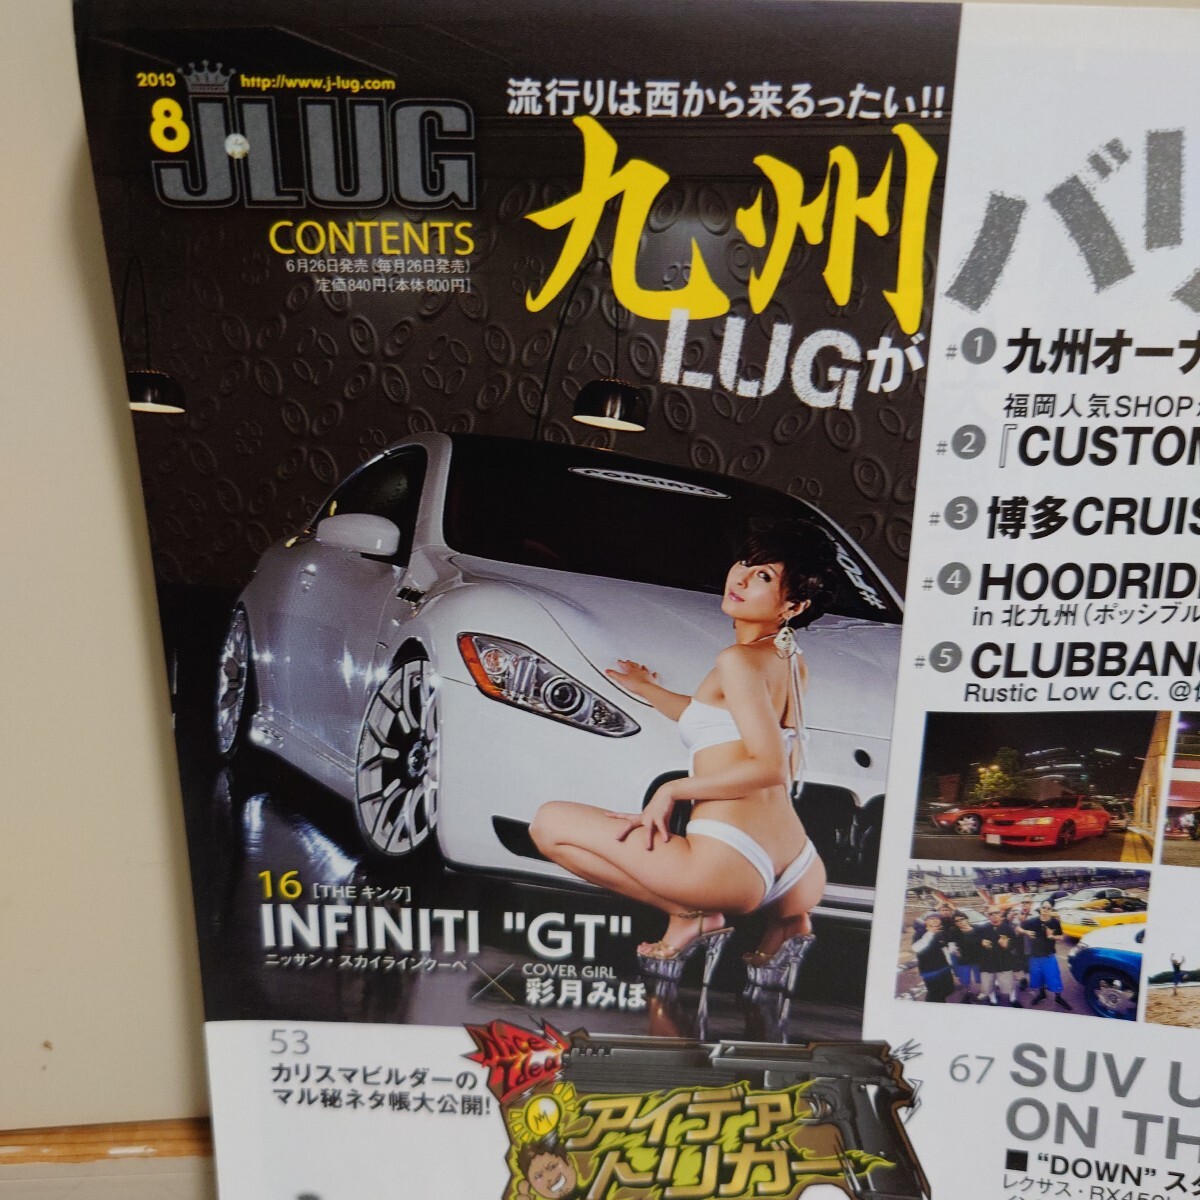 2013
8
http://www.j-lug.com
JLUG
CONTENTS
6月26日発売(毎月26日発売)
定価840円[本体800円]
流行りは西から来るったい!!
九州
LUGが
バリ
#1 九州オーナ
福岡人気SHOP
#2 『CUSTOM
#3 博多CRUIS
#4 HOODRID
in 北九州(ポッシブル
#5 CLUBBANG
Rustic Low C.C. @
FORGIATO
16 [THE キング]
INFINITI "GT"
ニッサン・スカイラインクーペ
×
COVER GIRL
彩月みほ
53
カリスマビルダーの
マル秘ネタ帳大公開!
Nice!
Idea
アイデア
トリガー
67 SUV U
ON TH
■ “DOWN” ス
レクサス・RX450